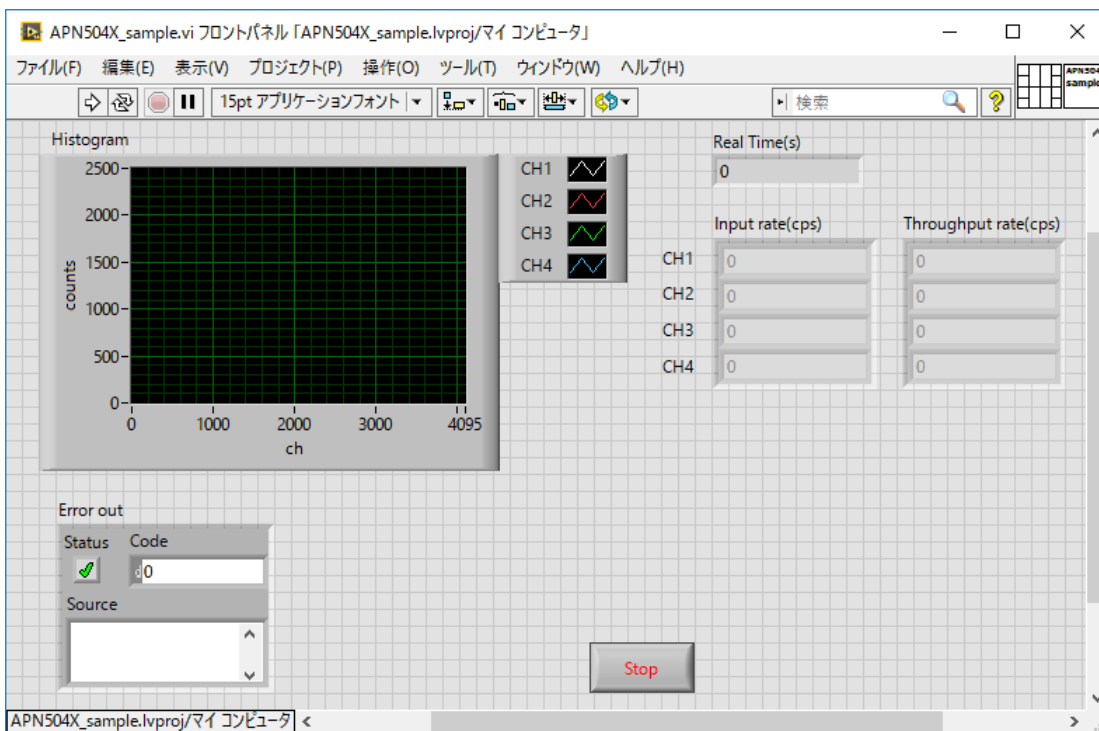 APN504X_sample.vi フロントパネル「APN504X_sample.lvproj/マイ コンピュータ」
ファイル(F) 編集(E) 表示(V) プロジェクト(P) 操作(O) ツール(T) ウィンドウ(W) ヘルプ(H)
15pt アプリケーションフォント
検索
APN504
sample
Histogram
2500
2000
1500
1000
500
0
counts
0 1000 2000 3000 4095
ch
CH1
CH2
CH3
CH4
Real Time(s)
0
Input rate(cps) Throughput rate(cps)
CH1 0 0
CH2 0 0
CH3 0 0
CH4 0 0
Error out
Status Code
d0
Source
Stop
APN504X_sample.lvproj/マイ コンピュータ